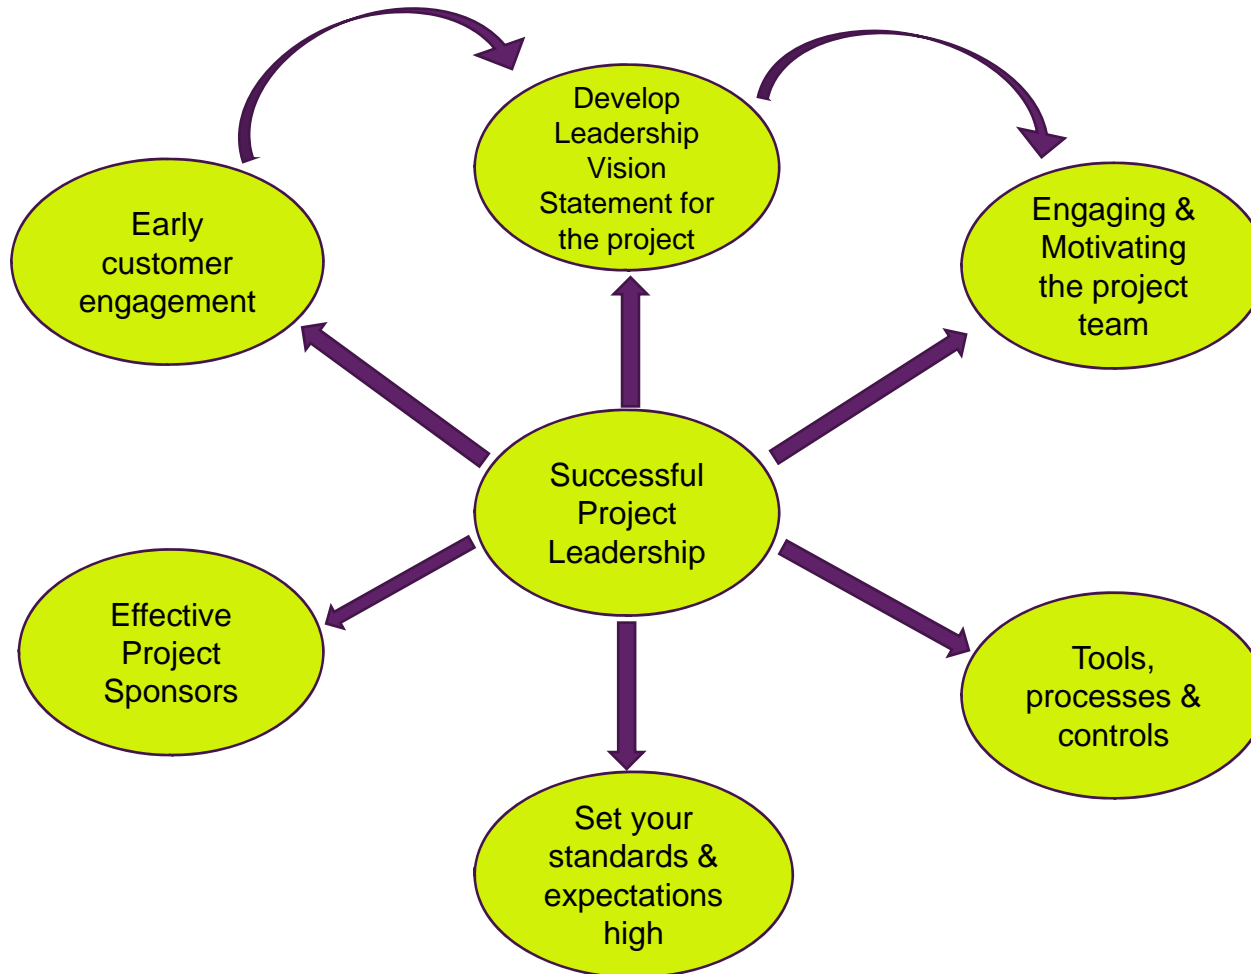 Develop
Leadership
Vision
Statement for
the project
Early
customer
engagement
Engaging &
Motivating
the project
team
Successful
Project
Leadership
Effective
Project
Sponsors
Tools,
processes &
controls
Set your
standards &
expectations
high